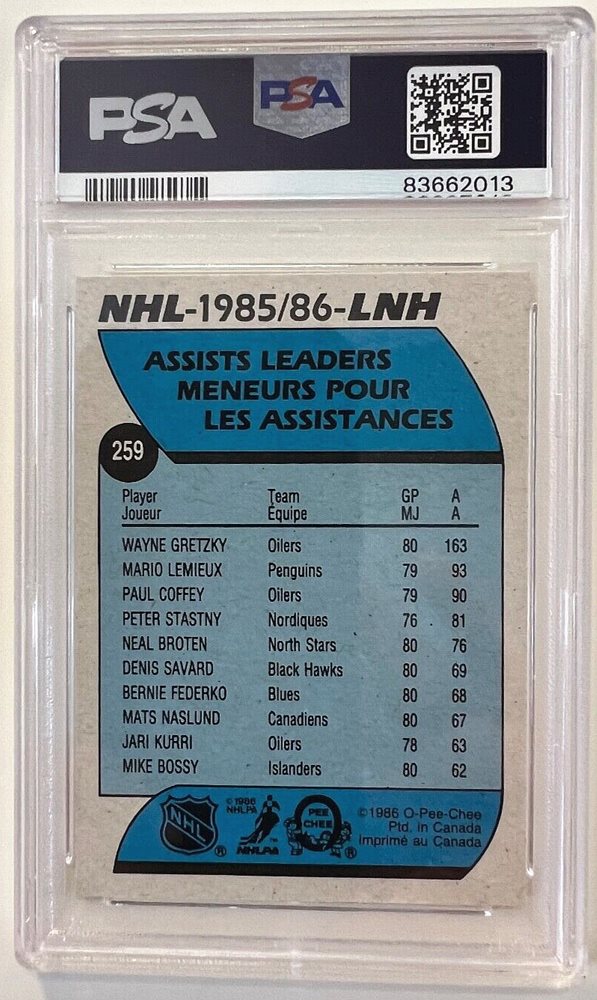 PSA
PSA
83662013
NHL-1985/86-LNH
ASSISTS LEADERS
MENEURS POUR
LES ASSISTANCES
259
Player Team GP A
Joueur Équipe MJ A
WAYNE GRETZKY Oilers 80 163
MARIO LEMIEUX Penguins 79 93
PAUL COFFEY Oilers 79 90
PETER STASTNY Nordiques 76 81
NEAL BROTEN North Stars 80 76
DENIS SAVARD Black Hawks 80 69
BERNIE FEDERKO Blues 80 68
MATS NASLUND Canadiens 80 67
JARI KURRI Oilers 78 63
MIKE BOSSY Islanders 80 62
NHL ®
©1986
NHLPA
NHLPA ™
PEE
CHEE ®
©1986 O-Pee-Chee
Ptd. in Canada
Imprimé au Canada